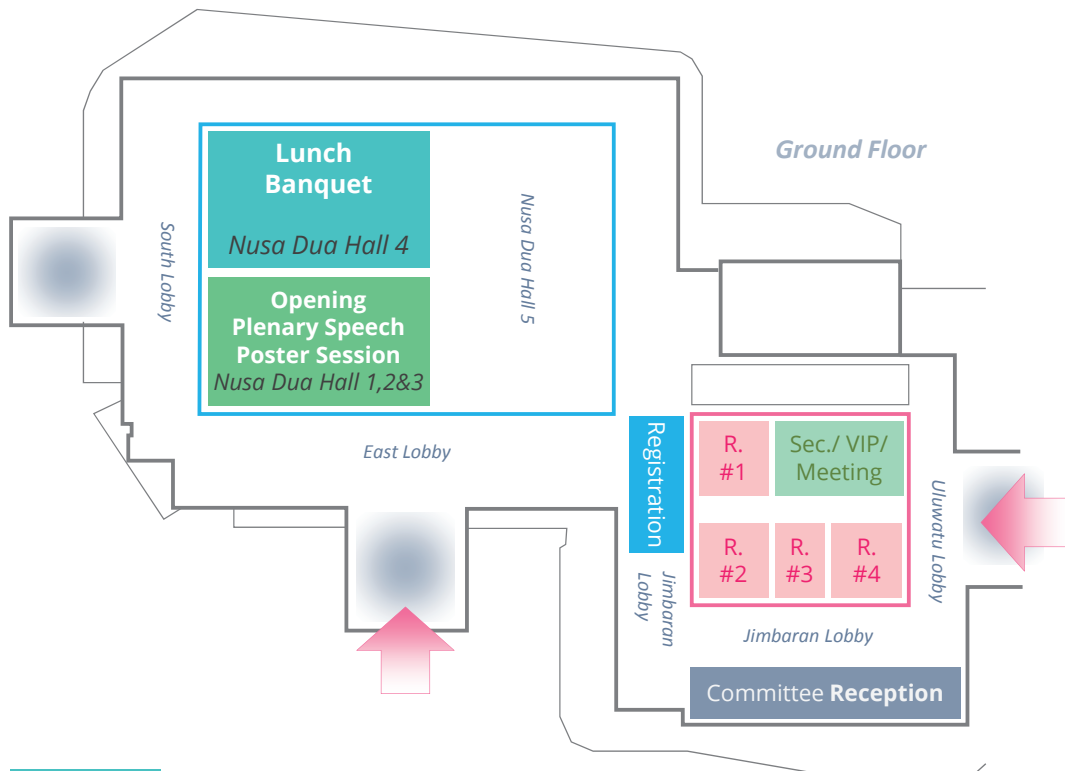 Ground Floor
Lunch
Banquet
Nusa Dua Hall 4
Opening
Plenary Speech
Poster Session
Nusa Dua Hall 1,2&3
Nusa Dua Hall 5
South Lobby
East Lobby
Registration
R.
#1
Sec./ VIP/
Meeting
R.
#2
R.
#3
R.
#4
Uluwatu Lobby
Jimbaran
Lobby
Jimbaran Lobby
Committee Reception